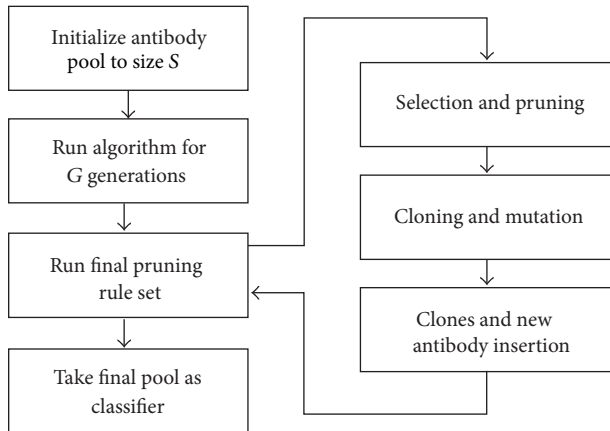 Initialize antibody
pool to size S
Run algorithm for
G generations
Run final pruning
rule set
Take final pool as
classifier
Selection and pruning
Cloning and mutation
Clones and new
antibody insertion